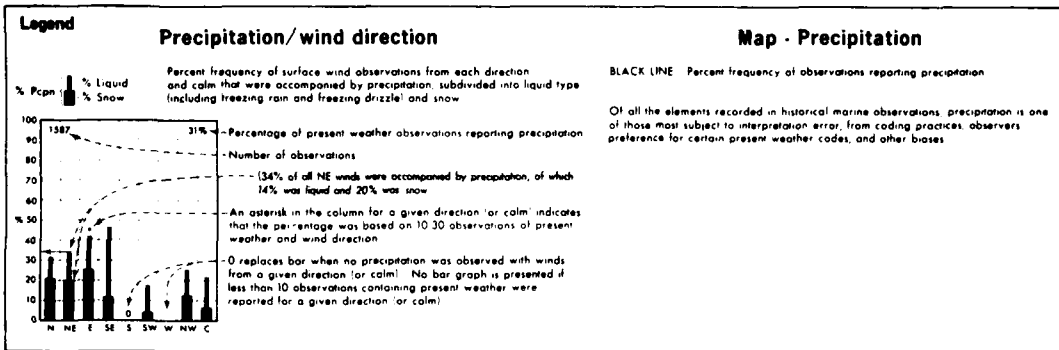 Legend
Precipitation/wind direction
% Pcpn
% Liquid
% Snow
Percent frequency of surface wind observations from each direction
and calm that were accompanied by precipitation, subdivided into liquid type
(including freezing rain and freezing drizzle) and snow
100
90
80
70
60
% 50
40
30
20
10
0
1587
31%
0
N NE E SE S SW W NW C
Percentage of present weather observations reporting precipitation
Number of observations
(34% of all NE winds were accompanied by precipitation, of which
14% was liquid and 20% was snow
An asterisk in the column for a given direction (or calm) indicates
that the percentage was based on 10-30 observations of present
weather and wind direction
0 replaces bar when no precipitation was observed with winds
from a given direction (or calm) No bar graph is presented if
less than 10 observations containing present weather were
reported for a given direction (or calm)
Map - Precipitation
BLACK LINE Percent frequency of observations reporting precipitation
Of all the elements recorded in historical marine observations, precipitation is one
of those most subject to interpretation error, from coding practices, observers
preference for certain present weather codes, and other biases